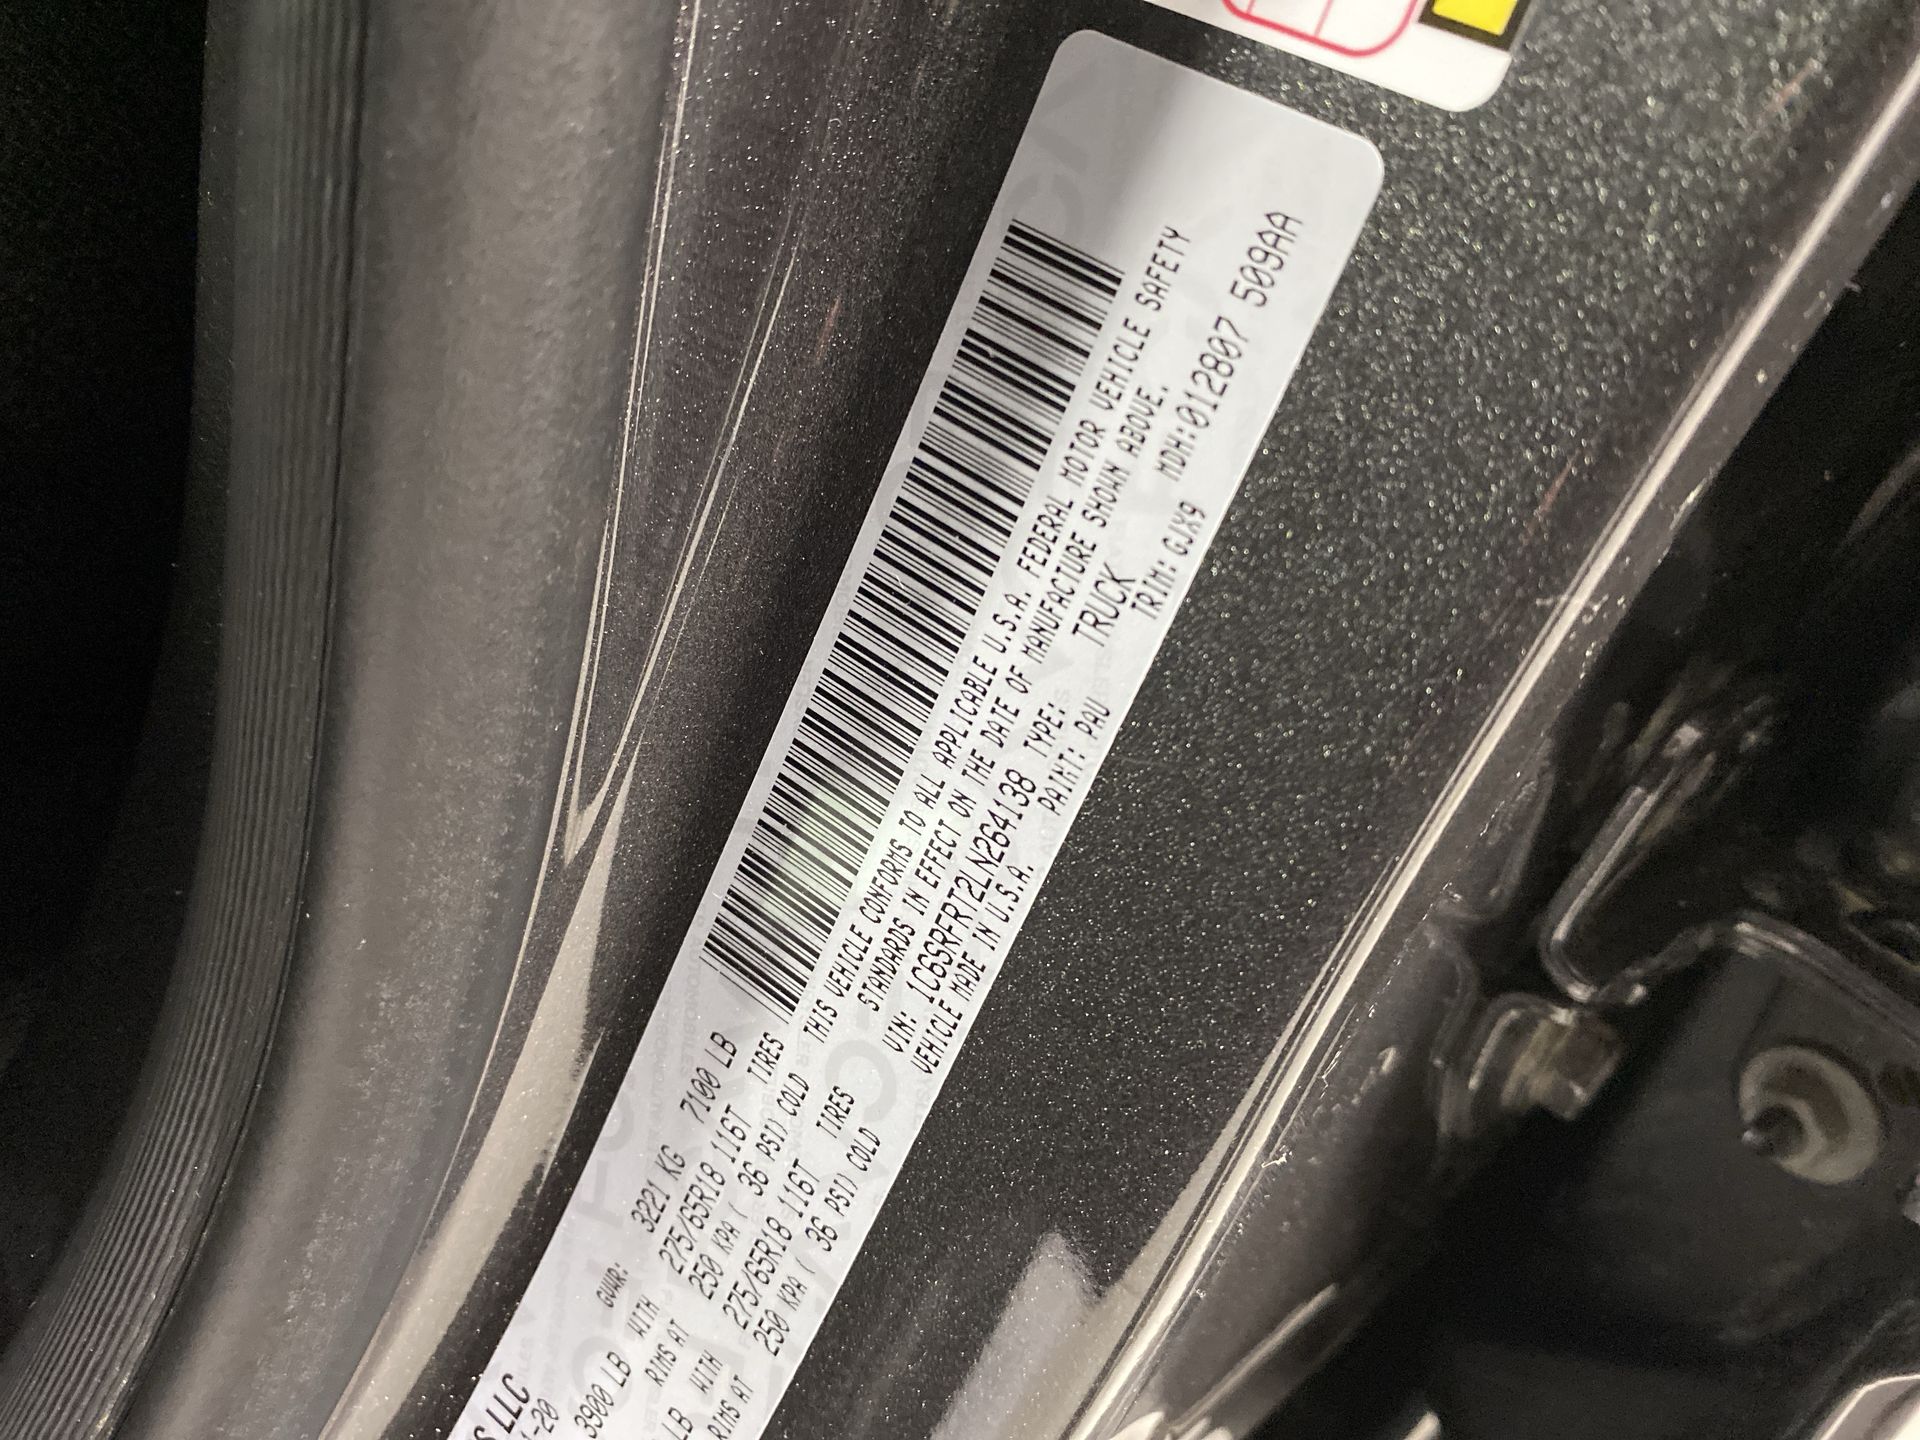 S LLC
1-20
GVWR: 3221 KG 7100 LB
3900 LB WITH 275/65R18 116T TIRES
RIMS AT 250 KPA ( 36 PSI) COLD
LB WITH 275/65R18 116T TIRES
RIMS AT 250 KPA ( 36 PSI) COLD
THIS VEHICLE CONFORMS TO ALL APPLICABLE U.S.A. FEDERAL MOTOR VEHICLE SAFETY
STANDARDS IN EFFECT ON THE DATE OF MANUFACTURE SHOWN ABOVE.
VIN: 1C6SRFRT2LN264138 TYPE: TRUCK MDH:012807 509AA
VEHICLE MADE IN U.S.A. PAINT: PAU TRIM: GJX9